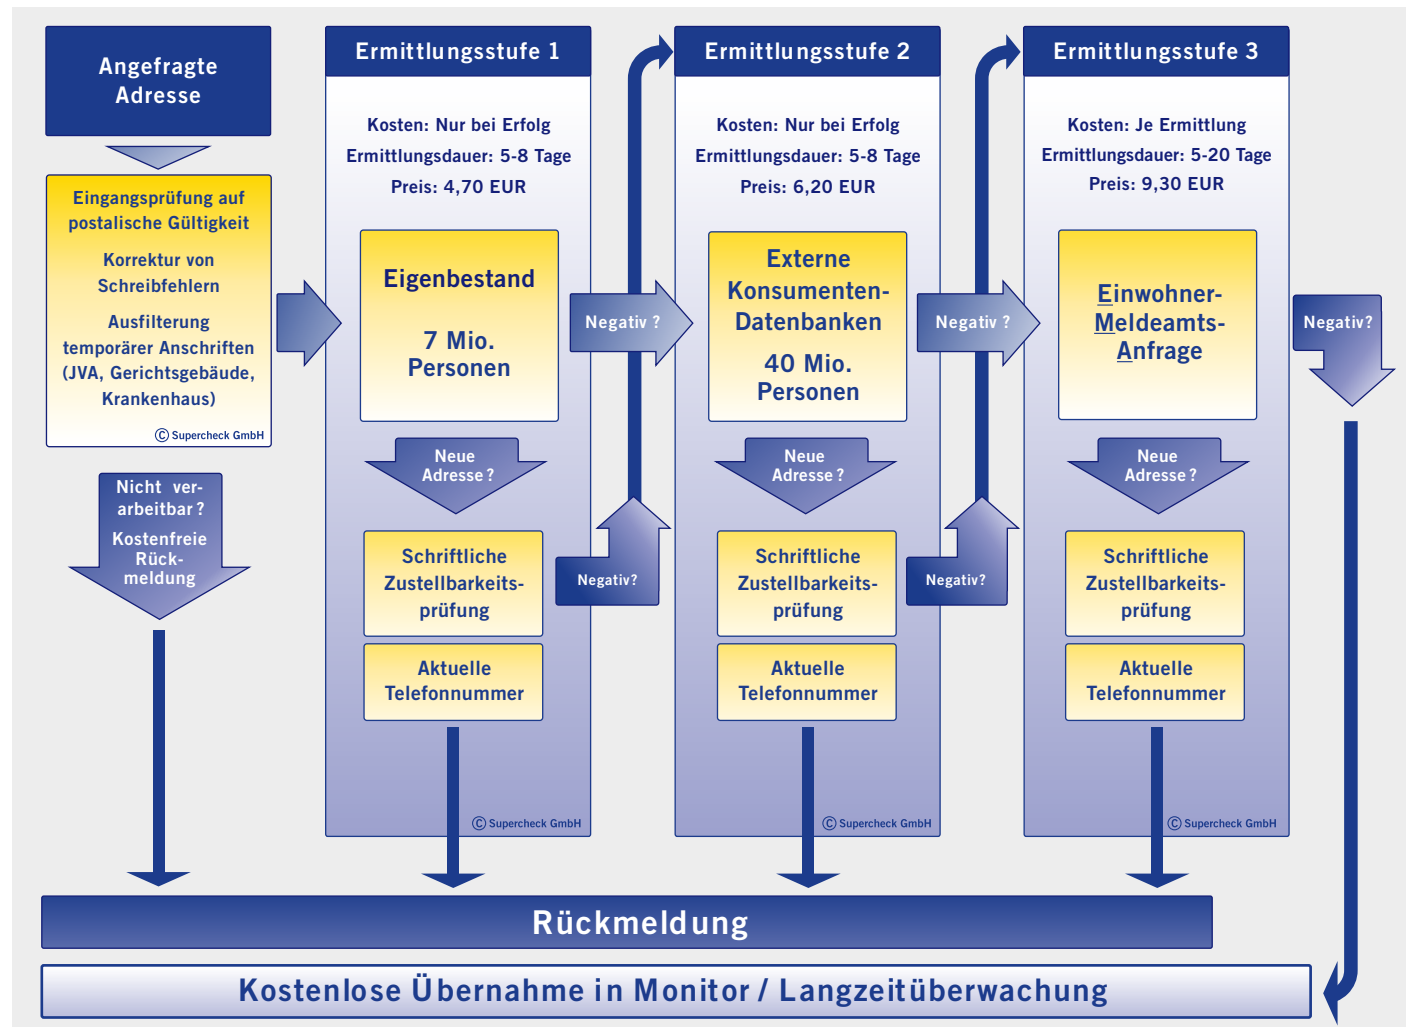 Angefragte
Adresse
Eingangsprüfung auf
postalische Gültigkeit
Korrektur von
Schreibfehlern
Ausfilterung
temporärer Anschriften
(JVA, Gerichtsgebäude,
Krankenhaus)
© Supercheck GmbH
Nicht ver-
arbeitbar ?
Kostenfreie
Rück-
meldung
Ermittlungsstufe 1
Kosten: Nur bei Erfolg
Ermittlungsdauer: 5-8 Tage
Preis: 4,70 EUR
Eigenbestand
7 Mio.
Personen
Neue
Adresse ?
Schriftliche
Zustellbarkeits-
prüfung
Aktuelle
Telefonnummer
© Supercheck GmbH
Negativ ?
Negativ?
Ermittlungsstufe 2
Kosten: Nur bei Erfolg
Ermittlungsdauer: 5-8 Tage
Preis: 6,20 EUR
Externe
Konsumenten-
Datenbanken
40 Mio.
Personen
Neue
Adresse ?
Schriftliche
Zustellbarkeits-
prüfung
Aktuelle
Telefonnummer
© Supercheck GmbH
Negativ ?
Negativ?
Ermittlungsstufe 3
Kosten: Je Ermittlung
Ermittlungsdauer: 5-20 Tage
Preis: 9,30 EUR
Einwohner-
Meldeamts-
Anfrage
Neue
Adresse ?
Schriftliche
Zustellbarkeits-
prüfung
Aktuelle
Telefonnummer
© Supercheck GmbH
Negativ?
Rückmeldung
Kostenlose Übernahme in Monitor / Langzeitüberwachung